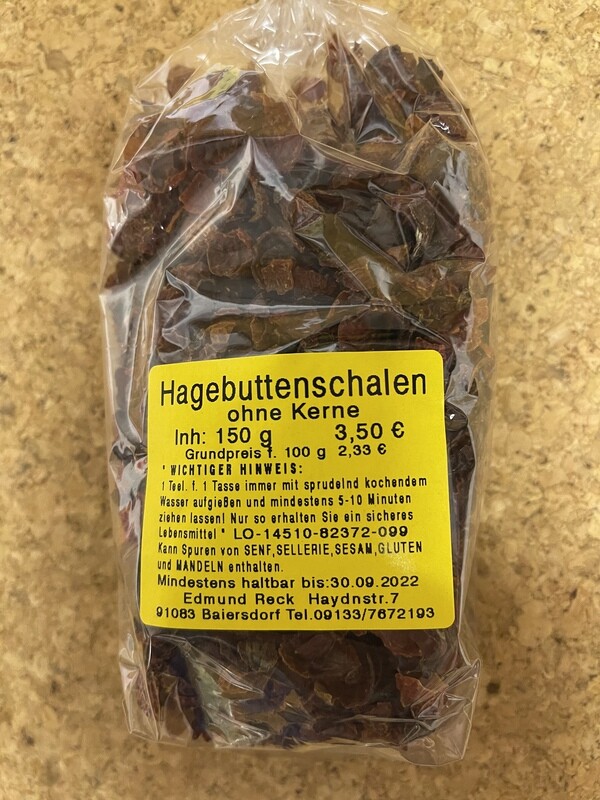 Hagebuttenschalen
ohne Kerne
Inh: 150 g 3,50 €
Grundpreis f. 100 g 2,33 €
" WICHTIGER HINWEIS:
1 Teel. f. 1 Tasse immer mit sprudelnd kochendem
Wasser aufgießen und mindestens 5-10 Minuten
ziehen lassen! Nur so erhalten Sie ein sicheres
Lebensmittel " LO-14510-82372-099
Kann Spuren von SENF,SELLERIE,SESAM,GLUTEN
und MANDELN enthalten.
Mindestens haltbar bis:30.09.2022
Edmund Reck Haydnstr.7
91083 Baiersdorf Tel.09133/7672193